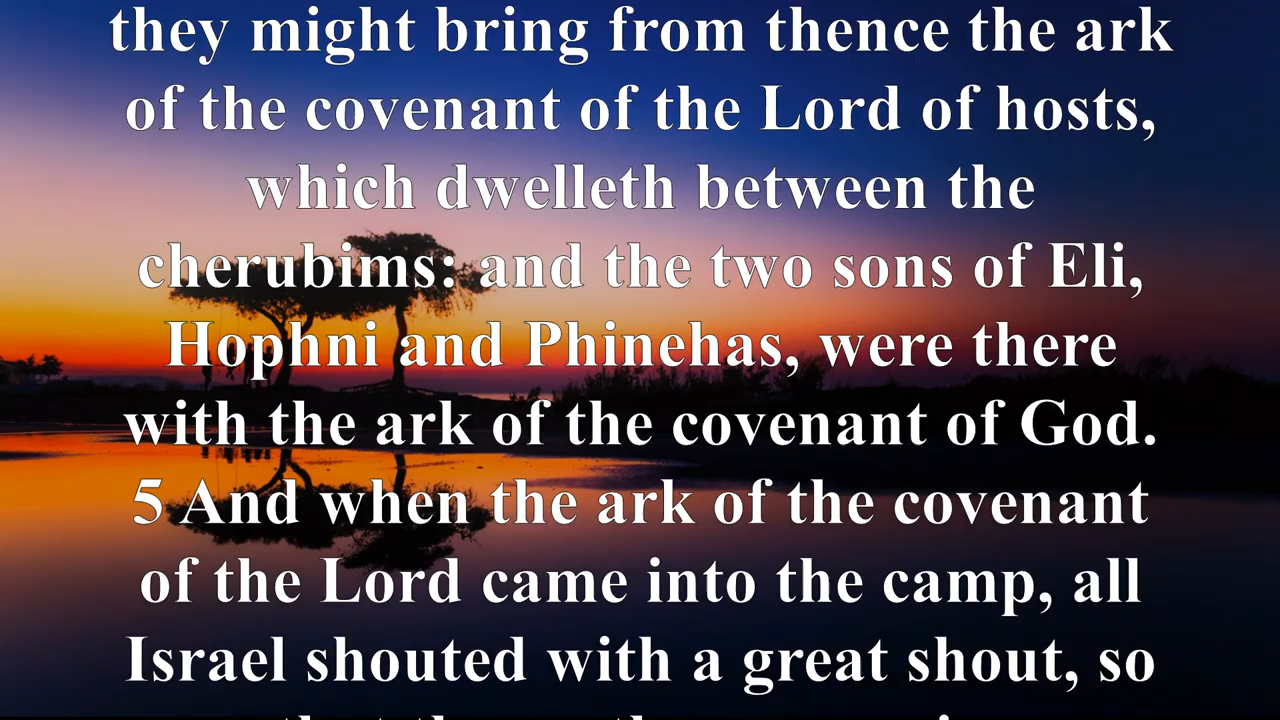 they might bring from thence the ark
of the covenant of the Lord of hosts,
which dwelleth between the
cherubims: and the two sons of Eli,
Hophni and Phinehas, were there
with the ark of the covenant of God.
5 And when the ark of the covenant
of the Lord came into the camp, all
Israel shouted with a great shout, so